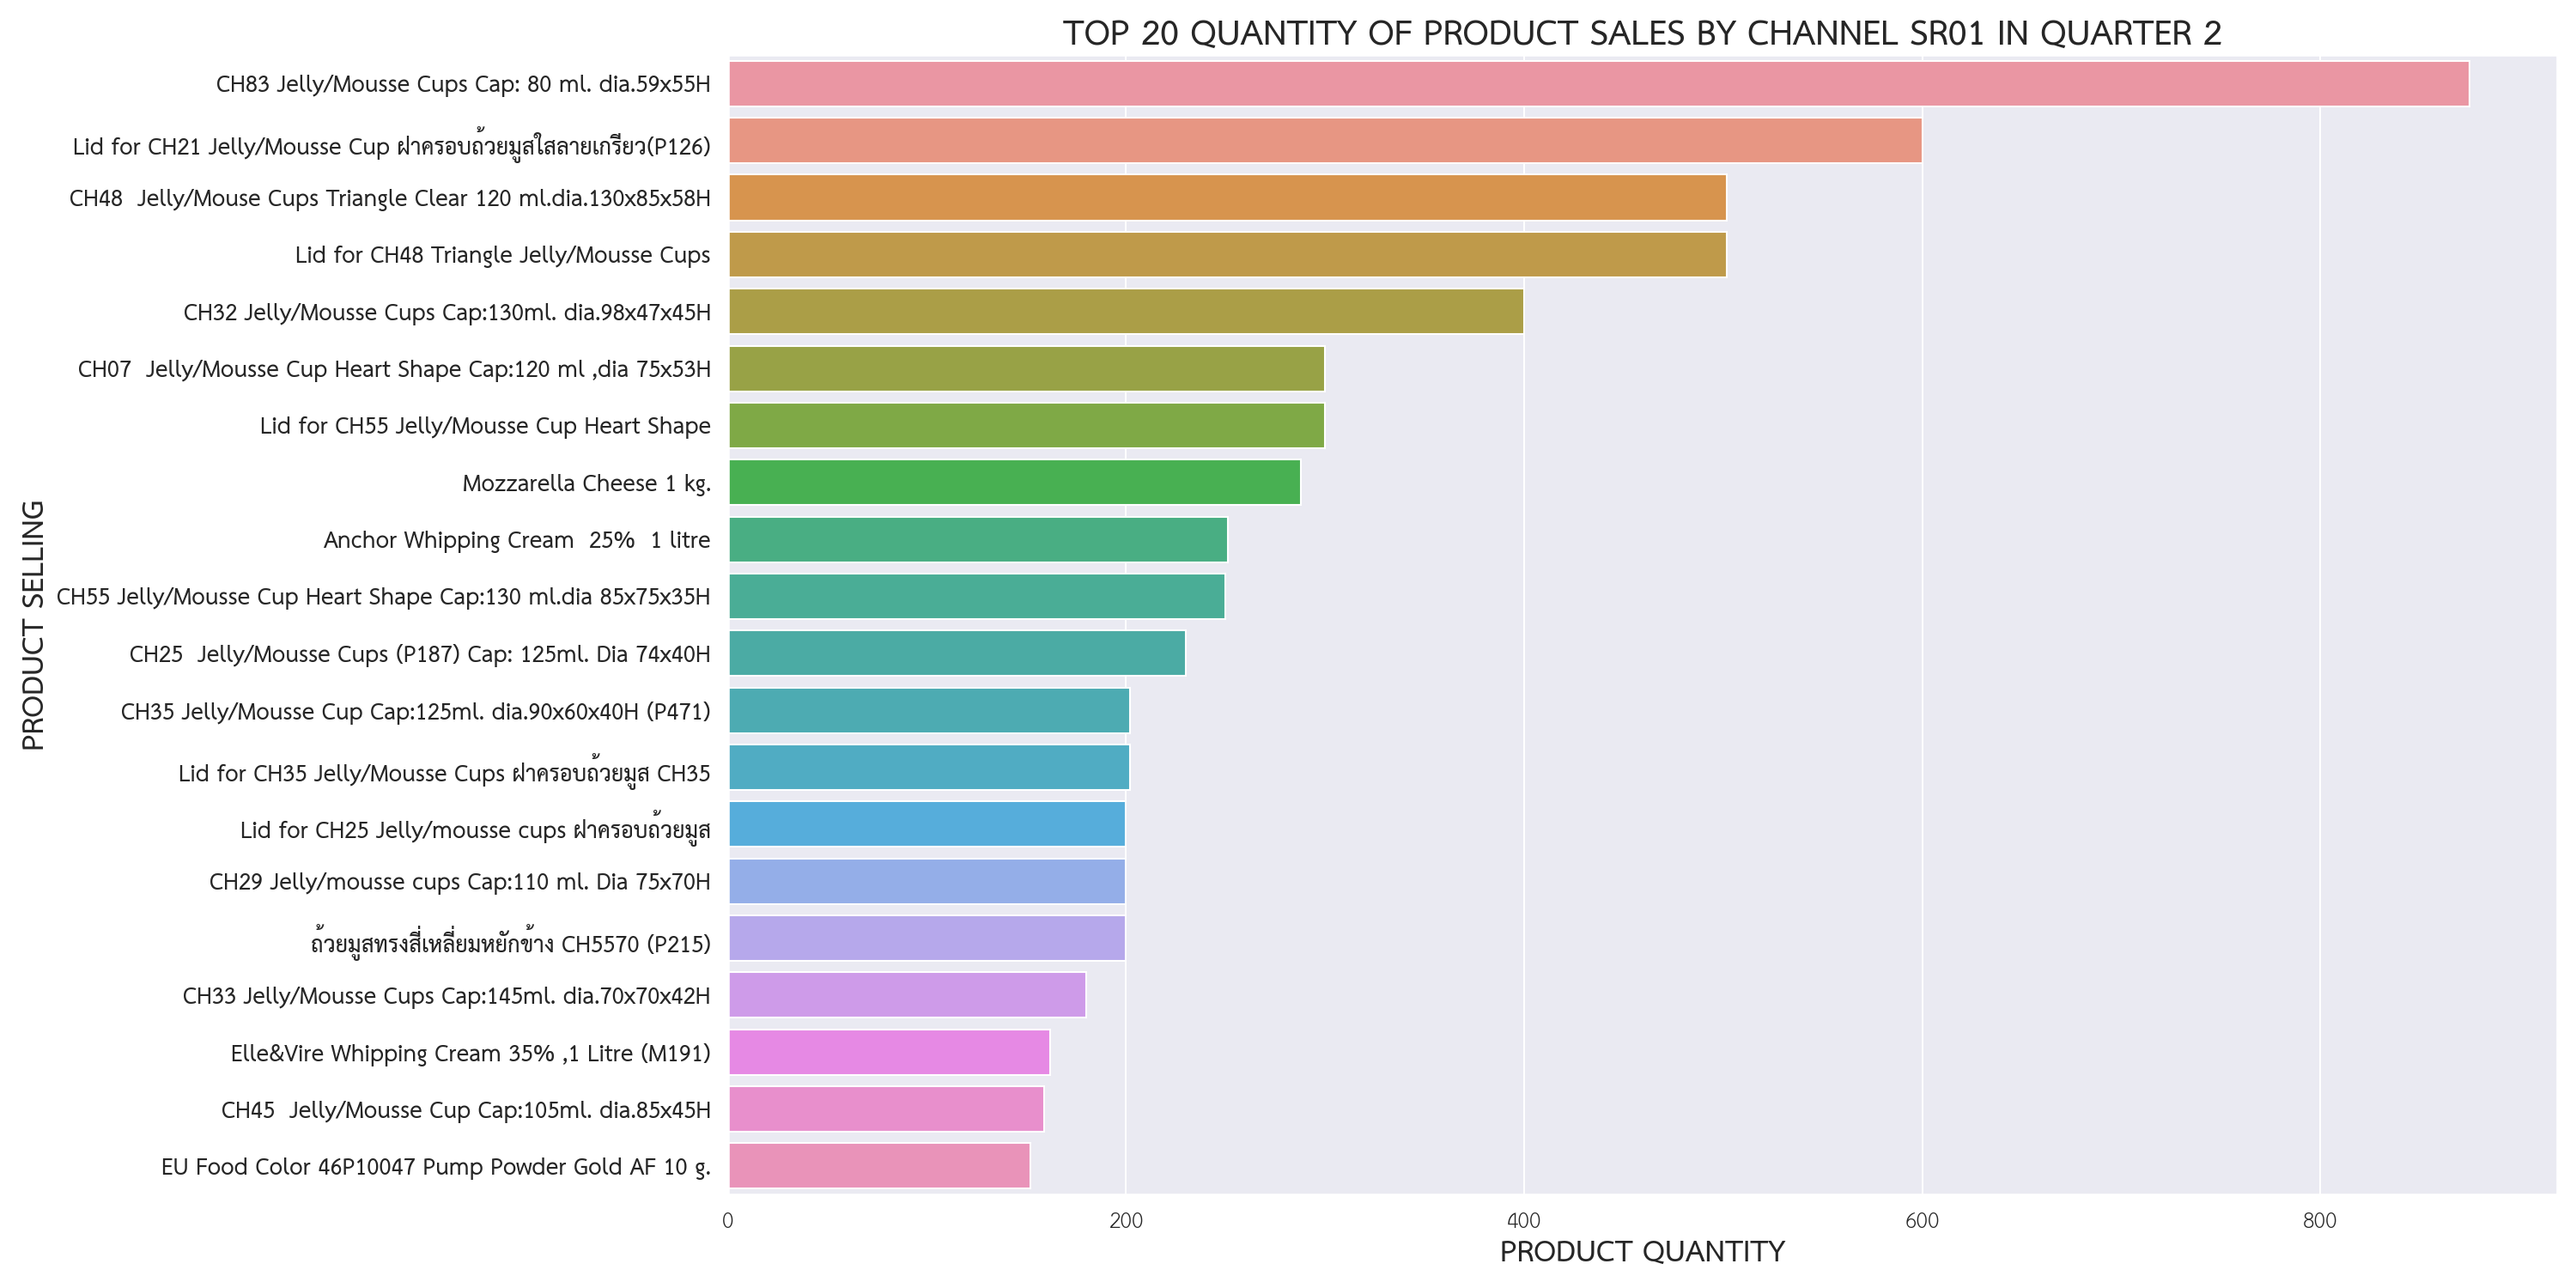 TOP 20 QUANTITY OF PRODUCT SALES BY CHANNEL SR01 IN QUARTER 2
PRODUCT SELLING
CH83 Jelly/Mousse Cups Cap: 80 ml. dia.59x55H
Lid for CH21 Jelly/Mousse Cup ฝาครอบถ้วยมูสใสลายเกรียว(P126)
CH48  Jelly/Mouse Cups Triangle Clear 120 ml.dia.130x85x58H
Lid for CH48 Triangle Jelly/Mousse Cups
CH32 Jelly/Mousse Cups Cap:130ml. dia.98x47x45H
CH07  Jelly/Mousse Cup Heart Shape Cap:120 ml ,dia 75x53H
Lid for CH55 Jelly/Mousse Cup Heart Shape
Mozzarella Cheese 1 kg.
Anchor Whipping Cream  25%  1 litre
CH55 Jelly/Mousse Cup Heart Shape Cap:130 ml.dia 85x75x35H
CH25  Jelly/Mousse Cups (P187) Cap: 125ml. Dia 74x40H
CH35 Jelly/Mousse Cup Cap:125ml. dia.90x60x40H (P471)
Lid for CH35 Jelly/Mousse Cups ฝาครอบถ้วยมูส CH35
Lid for CH25 Jelly/mousse cups ฝาครอบถ้วยมูส
CH29 Jelly/mousse cups Cap:110 ml. Dia 75x70H
ถ้วยมูสทรงสี่เหลี่ยมหยักข้าง CH5570 (P215)
CH33 Jelly/Mousse Cups Cap:145ml. dia.70x70x42H
Elle&Vire Whipping Cream 35% ,1 Litre (M191)
CH45  Jelly/Mousse Cup Cap:105ml. dia.85x45H
EU Food Color 46P10047 Pump Powder Gold AF 10 g.
0 200 400 600 800
PRODUCT QUANTITY